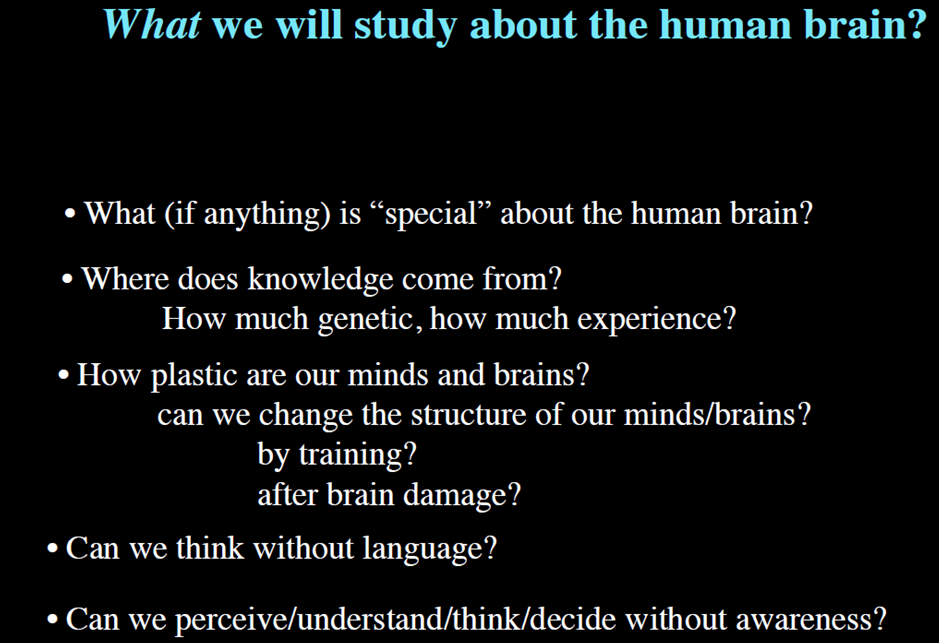 What we will study about the human brain?
• What (if anything) is “special” about the human brain?
• Where does knowledge come from?
How much genetic, how much experience?
• How plastic are our minds and brains?
can we change the structure of our minds/brains?
by training?
after brain damage?
• Can we think without language?
• Can we perceive/understand/think/decide without awareness?